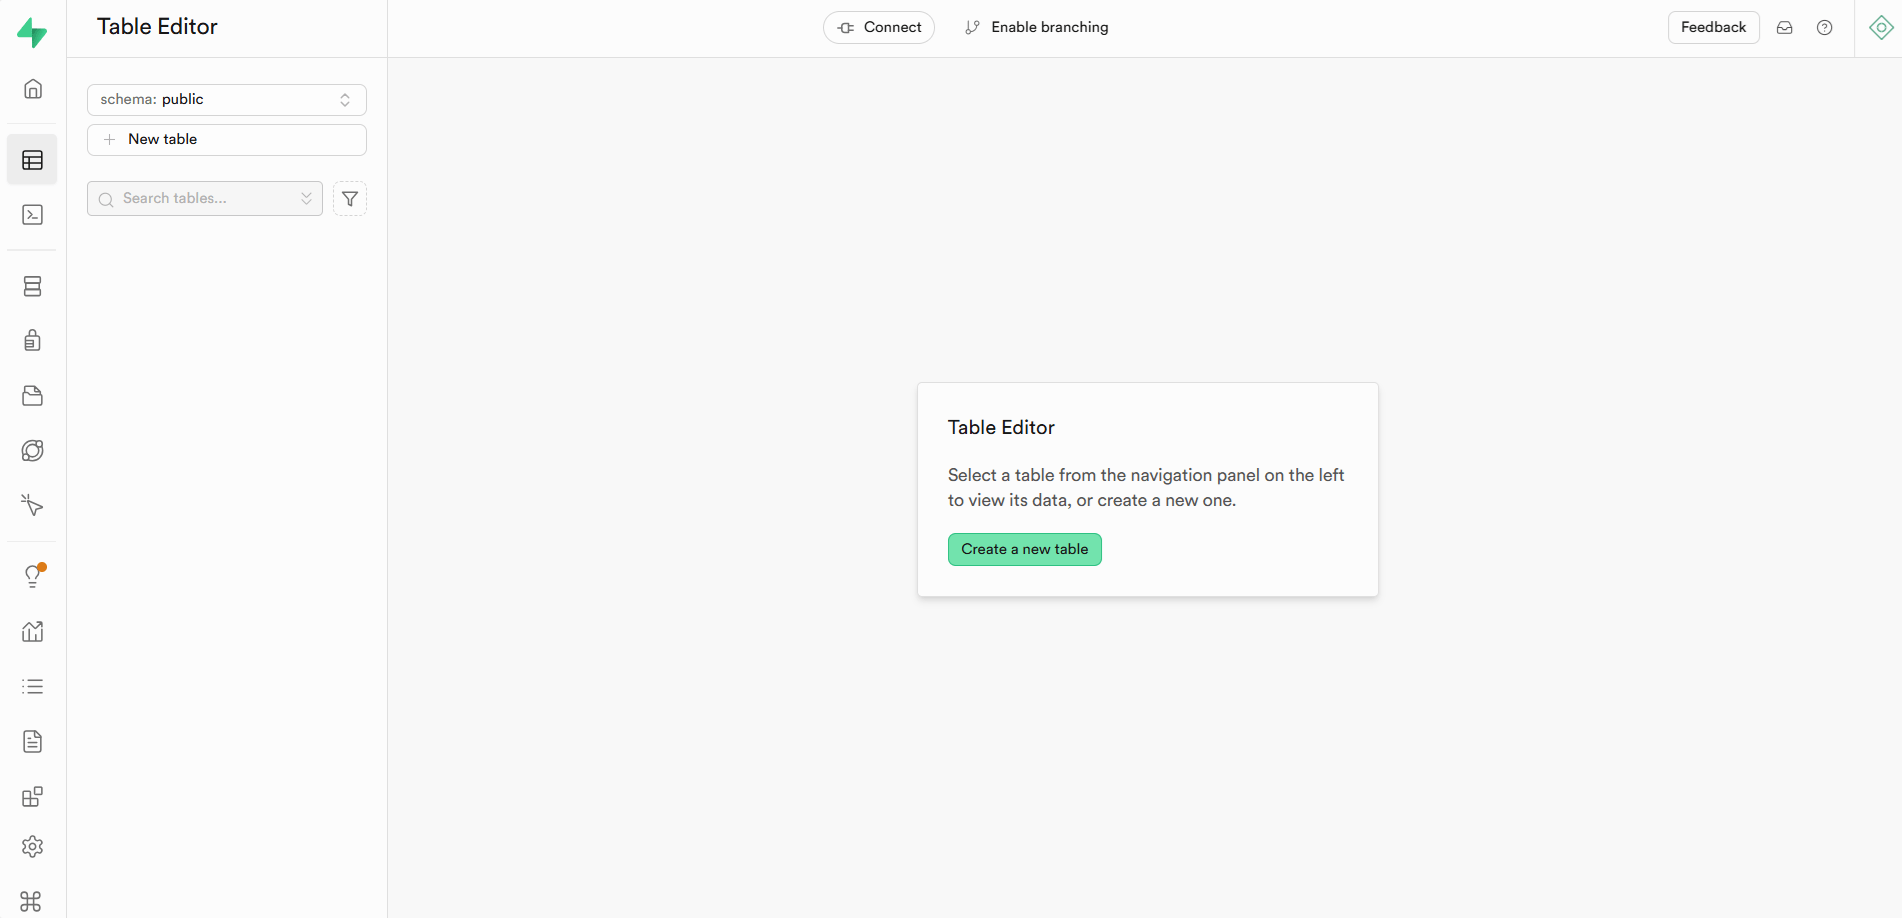 Table Editor
Connect
Enable branching
Feedback
schema: public
New table
Search tables...
Table Editor
Select a table from the navigation panel on the left
to view its data, or create a new one.
Create a new table